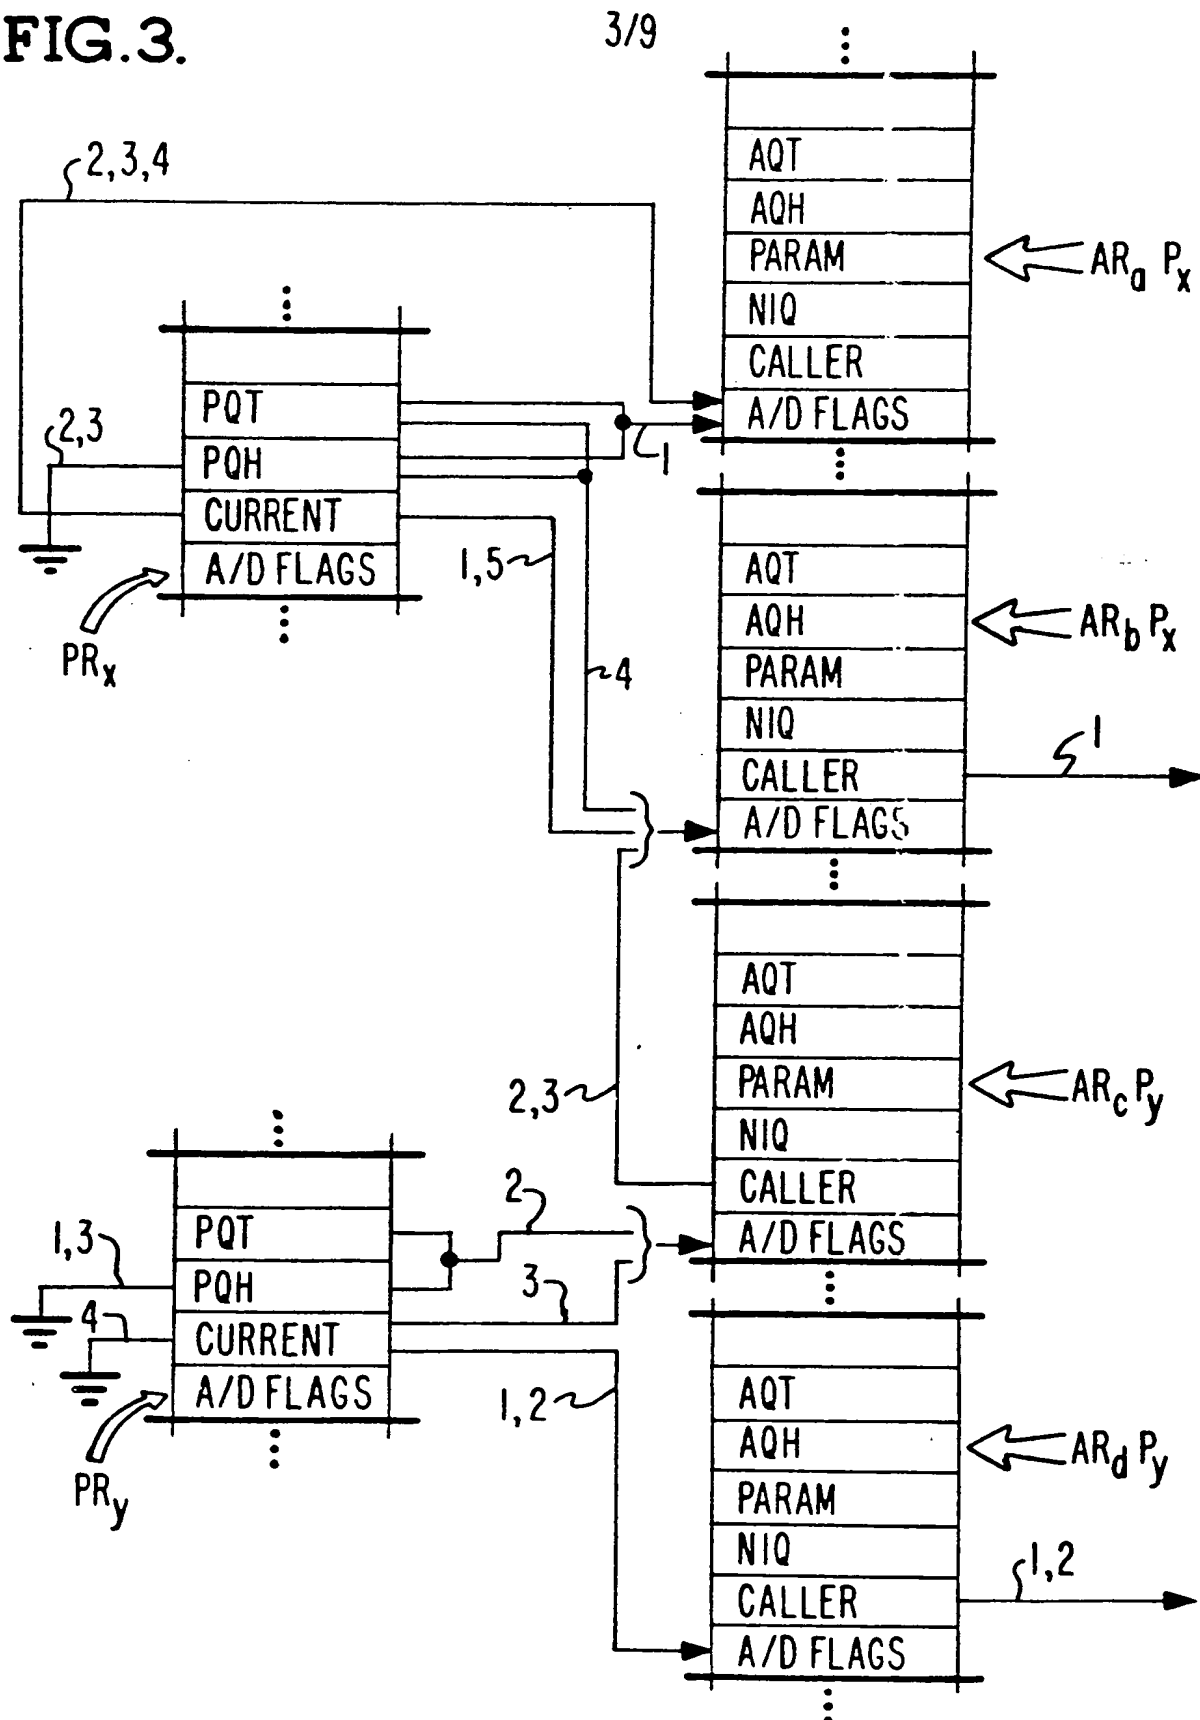 FIG.3.
3/9
2,3,4
AQT
AQH
PARAM
NIQ
CALLER
A/D FLAGS
ARa Px
PQT
PQH
CURRENT
A/D FLAGS
2,3
1
1,5
4
PRx
AQT
AQH
PARAM
NIQ
CALLER
A/D FLAGS
ARb Px
1
AQT
AQH
PARAM
NIQ
CALLER
A/D FLAGS
ARc Py
2,3
PQT
PQH
CURRENT
A/D FLAGS
1,3
4
2
3
1,2
PRy
AQT
AQH
PARAM
NIQ
CALLER
A/D FLAGS
ARd Py
1,2